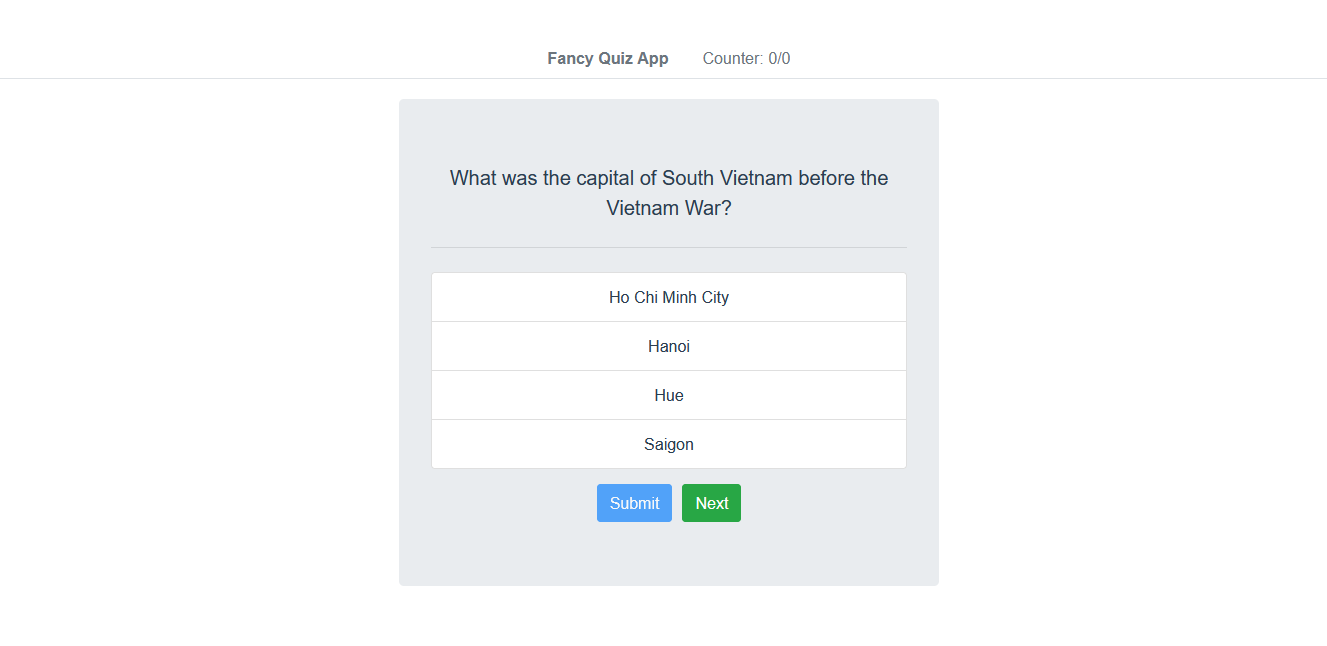 Fancy Quiz App Counter: 0/0
What was the capital of South Vietnam before the
Vietnam War?
Ho Chi Minh City
Hanoi
Hue
Saigon
Submit Next